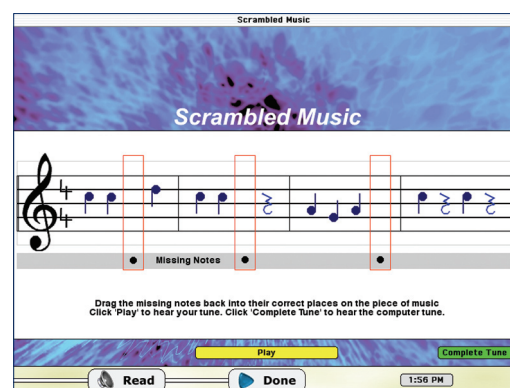 Scrambled Music
Scrambled Music
4
4
Missing Notes
Drag the missing notes back into their correct places on the piece of music
Click 'Play' to hear your tune. Click 'Complete Tune' to hear the computer tune.
Play
Complete Tune
Read
Done
1:56 PM